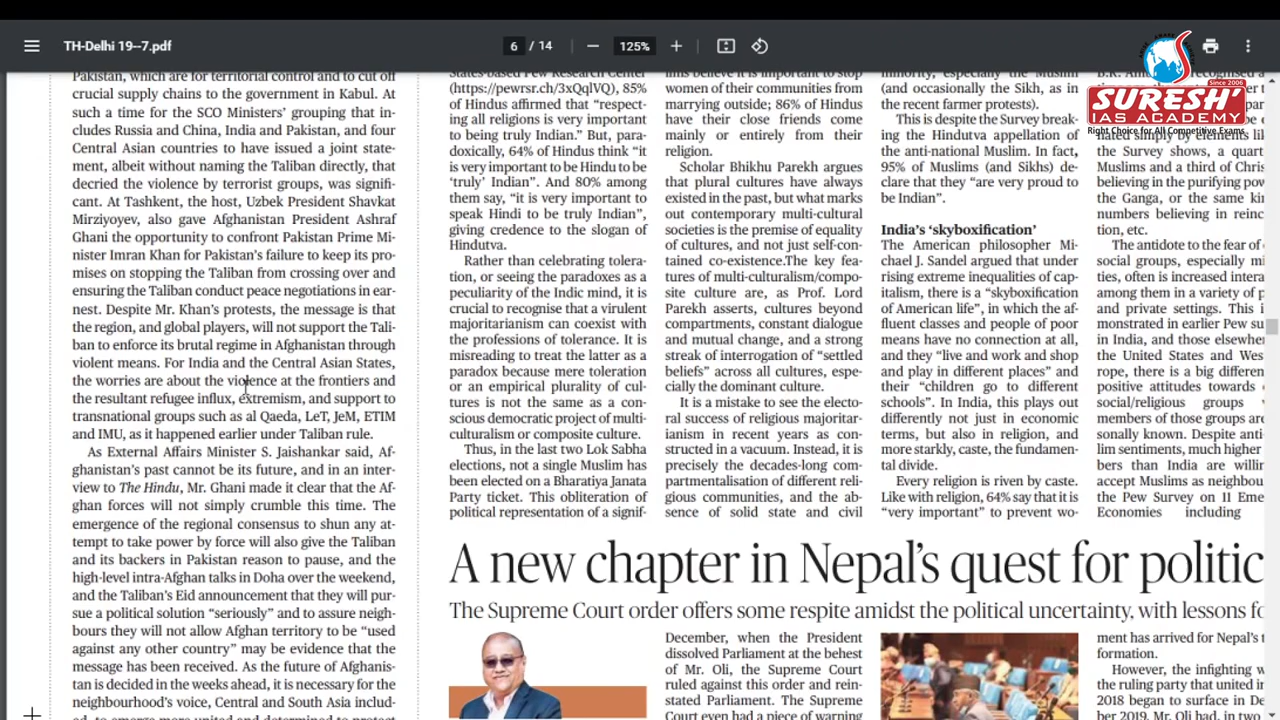 TH-Delhi 19--7.pdf
6 / 14
125%
Since 2006
SURESH'
IAS ACADEMY
Right Choice for All Competitive Exams
Pakistan, which are for territorial control and to cut off
crucial supply chains to the government in Kabul. At
such a time for the SCO Ministers’ grouping that in-
cludes Russia and China, India and Pakistan, and four
Central Asian countries to have issued a joint state-
ment, albeit without naming the Taliban directly, that
decried the violence by terrorist groups, was signifi-
cant. At Tashkent, the host, Uzbek President Shavkat
Mirziyoyev, also gave Afghanistan President Ashraf
Ghani the opportunity to confront Pakistan Prime Mi-
nister Imran Khan for Pakistan’s failure to keep its pro-
mises on stopping the Taliban from crossing over and
ensuring the Taliban conduct peace negotiations in ear-
nest. Despite Mr. Khan’s protests, the message is that
the region, and global players, will not support the Tali-
ban to enforce its brutal regime in Afghanistan through
violent means. For India and the Central Asian States,
the worries are about the violence at the frontiers and
the resultant refugee influx, extremism, and support to
transnational groups such as al Qaeda, LeT, JeM, ETIM
and IMU, as it happened earlier under Taliban rule.
As External Affairs Minister S. Jaishankar said, Af-
ghanistan’s past cannot be its future, and in an inter-
view to The Hindu, Mr. Ghani made it clear that the Af-
ghan forces will not simply crumble this time. The
emergence of the regional consensus to shun any at-
tempt to take power by force will also give the Taliban
and its backers in Pakistan reason to pause, and the
high-level intra-Afghan talks in Doha over the weekend,
and the Taliban’s Eid announcement that they will pur-
sue a political solution “seriously” and to assure neigh-
bours they will not allow Afghan territory to be “used
against any other country” may be evidence that the
message has been received. As the future of Afghanis-
tan is decided in the weeks ahead, it is necessary for the
neighbourhood’s voice, Central and South Asia includ-
ed, to emerge more united and determined to protect
States-based Pew Research Center
(https://pewrsr.ch/3xQqlVQ), 85%
of Hindus affirmed that “respect-
ing all religions is very important
to being truly Indian.” But, para-
doxically, 64% of Hindus think “it
is very important to be Hindu to be
‘truly’ Indian”. And 80% among
them say, “it is very important to
speak Hindi to be truly Indian”,
giving credence to the slogan of
Hindutva.
Rather than celebrating tolera-
tion, or seeing the paradoxes as a
peculiarity of the Indic mind, it is
crucial to recognise that a virulent
majoritarianism can coexist with
the professions of tolerance. It is
misreading to treat the latter as a
paradox because mere toleration
or an empirical plurality of cul-
tures is not the same as a con-
scious democratic project of multi-
culturalism or composite culture.
Thus, in the last two Lok Sabha
elections, not a single Muslim has
been elected on a Bharatiya Janata
Party ticket. This obliteration of
political representation of a signif-
lims believe it is important to stop
women of their communities from
marrying outside; 86% of Hindus
have their close friends come
mainly or entirely from their
religion.
Scholar Bhikhu Parekh argues
that plural cultures have always
existed in the past, but what marks
out contemporary multi-cultural
societies is the premise of equality
of cultures, and not just self-con-
tained co-existence.The key fea-
tures of multi-culturalism/compo-
site culture are, as Prof. Lord
Parekh asserts, cultures beyond
compartments, constant dialogue
and mutual change, and a strong
streak of interrogation of “settled
beliefs” across all cultures, espe-
cially the dominant culture.
It is a mistake to see the electo-
ral success of religious majoritar-
ianism in recent years as con-
structed in a vacuum. Instead, it is
precisely the decades-long com-
partmentalisation of different reli-
gious communities, and the ab-
sence of solid state and civil
minority, especially the Muslim
(and occasionally the Sikh, as in
the recent farmer protests).
This is despite the Survey break-
ing the Hindutva appellation of
the anti-national Muslim. In fact,
95% of Muslims (and Sikhs) de-
clare that they “are very proud to
be Indian”.
India’s ‘skyboxification’
The American philosopher Mi-
chael J. Sandel argued that under
rising extreme inequalities of cap-
italism, there is a “skyboxification
of American life”, in which the af-
fluent classes and people of poor
means have no connection at all,
and they “live and work and shop
and play in different places” and
their “children go to different
schools”. In India, this plays out
differently not just in economic
terms, but also in religion, and
more starkly, caste, the fundamen-
tal divide.
Every religion is riven by caste.
Like with religion, 64% say that it is
“very important” to prevent wo-
the Survey shows, a quart
Muslims and a third of Chris
believing in the purifying pow
the Ganga, or the same kin
numbers believing in reinc
tion, etc.
The antidote to the fear of
social groups, especially mi
ties, often is increased intera
among them in a variety of p
and private settings. This i
monstrated in earlier Pew su
in India, and those elsewher
the United States and Wes
rope, there is a big differen
positive attitudes towards
social/religious groups
members of those groups are
sonally known. Despite anti-
lim sentiments, much higher
bers than India are willin
accept Muslims as neighbou
the Pew Survey on 11 Eme
Economies including
A new chapter in Nepal’s quest for politic
The Supreme Court order offers some respite amidst the political uncertainty, with lessons fo
December, when the President
dissolved Parliament at the behest
of Mr. Oli, the Supreme Court
ruled against this order and rein-
stated Parliament. The Supreme
Court even had a piece of warning
ment has arrived for Nepal’s t
formation.
However, the infighting w
the ruling party that united in
2018 began to surface in De
ber 2019. Mr. Oli had, in two